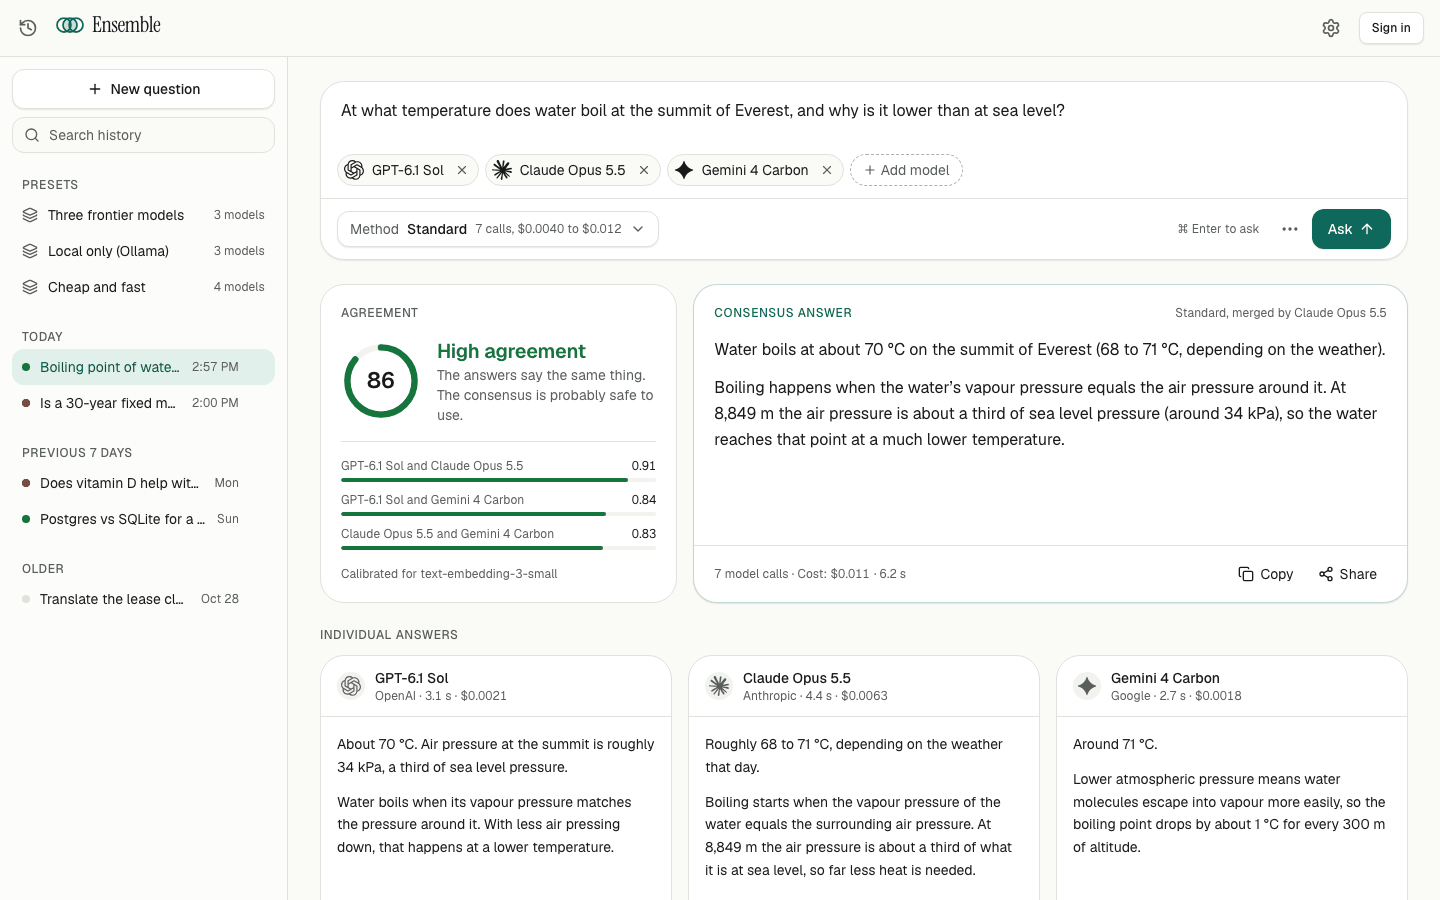 Ensemble
Sign in
New question
Search history
PRESETS
Three frontier models 3 models
Local only (Ollama) 3 models
Cheap and fast 4 models
TODAY
Boiling point of wate... 2:57 PM
Is a 30-year fixed m... 2:00 PM
PREVIOUS 7 DAYS
Does vitamin D help wit... Mon
Postgres vs SQLite for a ... Sun
OLDER
Translate the lease cl... Oct 28
At what temperature does water boil at the summit of Everest, and why is it lower than at sea level?
GPT-6.1 Sol × Claude Opus 5.5 × Gemini 4 Carbon × + Add model
Method Standard 7 calls, $0.0040 to $0.012
⌘ Enter to ask ··· Ask ↑
AGREEMENT
86
High agreement
The answers say the same thing.
The consensus is probably safe to
use.
GPT-6.1 Sol and Claude Opus 5.5 0.91
GPT-6.1 Sol and Gemini 4 Carbon 0.84
Claude Opus 5.5 and Gemini 4 Carbon 0.83
Calibrated for text-embedding-3-small
CONSENSUS ANSWER Standard, merged by Claude Opus 5.5
Water boils at about 70 °C on the summit of Everest (68 to 71 °C, depending on the weather).
Boiling happens when the water’s vapour pressure equals the air pressure around it. At
8,849 m the air pressure is about a third of sea level pressure (around 34 kPa), so the water
reaches that point at a much lower temperature.
7 model calls · Cost: $0.011 · 6.2 s Copy Share
INDIVIDUAL ANSWERS
GPT-6.1 Sol
OpenAI · 3.1 s · $0.0021
About 70 °C. Air pressure at the summit is roughly
34 kPa, a third of sea level pressure.
Water boils when its vapour pressure matches
the pressure around it. With less air pressing
down, that happens at a lower temperature.
Claude Opus 5.5
Anthropic · 4.4 s · $0.0063
Roughly 68 to 71 °C, depending on the weather
that day.
Boiling starts when the vapour pressure of the
water equals the surrounding air pressure. At
8,849 m the air pressure is about a third of what
it is at sea level, so far less heat is needed.
Gemini 4 Carbon
Google · 2.7 s · $0.0018
Around 71 °C.
Lower atmospheric pressure means water
molecules escape into vapour more easily, so the
boiling point drops by about 1 °C for every 300 m
of altitude.